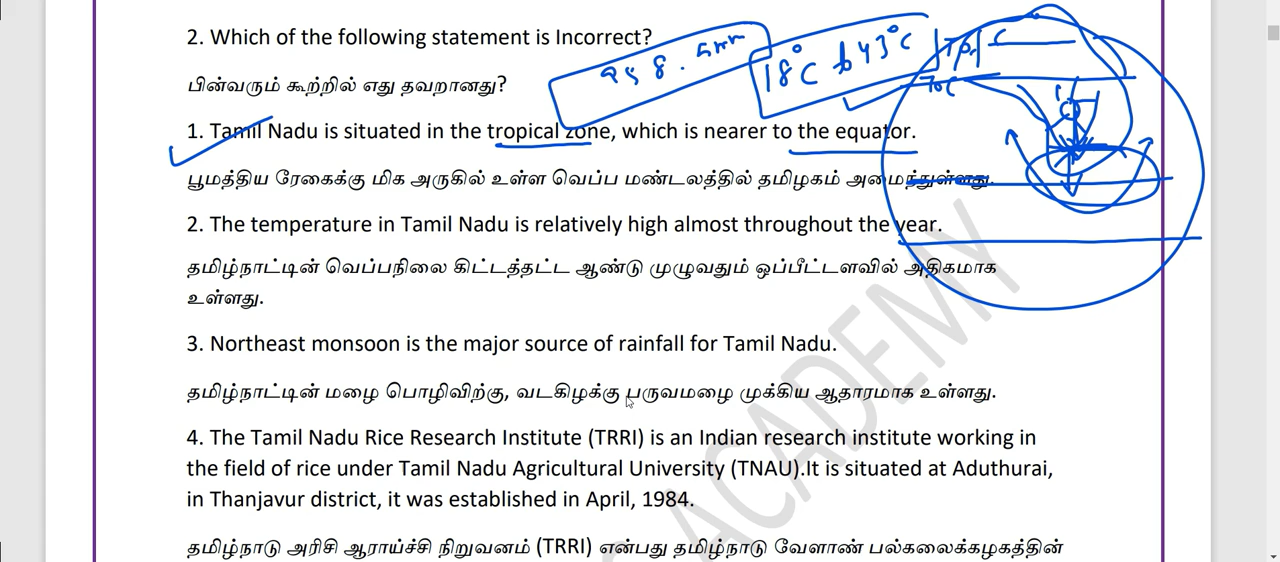 2. Which of the following statement is Incorrect?
958.5mm
18°C to 43°C
பின்வரும் கூற்றில் எது தவறானது?
1. Tamil Nadu is situated in the tropical zone, which is nearer to the equator.
பூமத்திய ரேகைக்கு மிக அருகில் உள்ள வெப்ப மண்டலத்தில் தமிழகம் அமைந்துள்ளது.
2. The temperature in Tamil Nadu is relatively high almost throughout the year.
தமிழ்நாட்டின் வெப்பநிலை கிட்டத்தட்ட ஆண்டு முழுவதும் ஒப்பீட்டளவில் அதிகமாக
உள்ளது.
3. Northeast monsoon is the major source of rainfall for Tamil Nadu.
தமிழ்நாட்டின் மழை பொழிவிற்கு, வடகிழக்கு பருவமழை முக்கிய ஆதாரமாக உள்ளது.
4. The Tamil Nadu Rice Research Institute (TRRI) is an Indian research institute working in
the field of rice under Tamil Nadu Agricultural University (TNAU).It is situated at Aduthurai,
in Thanjavur district, it was established in April, 1984.
தமிழ்நாடு அரிசி ஆராய்ச்சி நிறுவனம் (TRRI) என்பது தமிழ்நாடு வேளாண் பல்கலைக்கழகத்தின்
ACADEMY